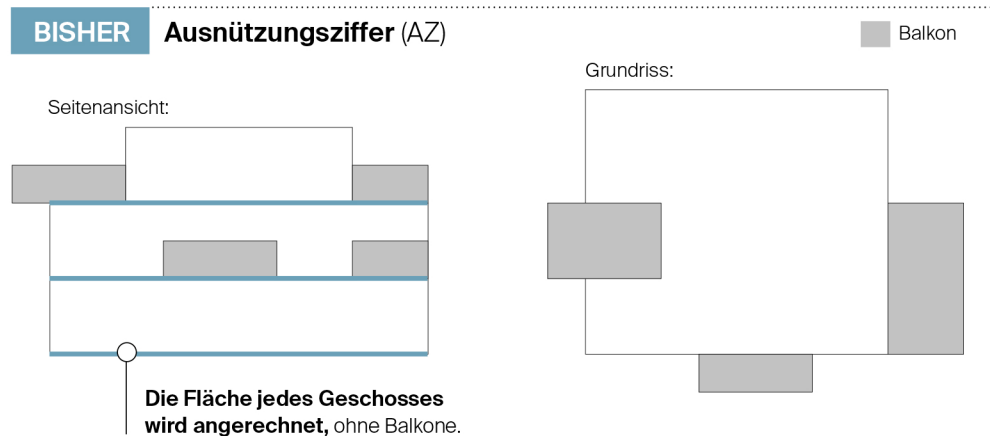 BISHER Ausnützungsziffer (AZ)
Balkon
Seitenansicht:
Grundriss:
Die Fläche jedes Geschosses
wird angerechnet, ohne Balkone.